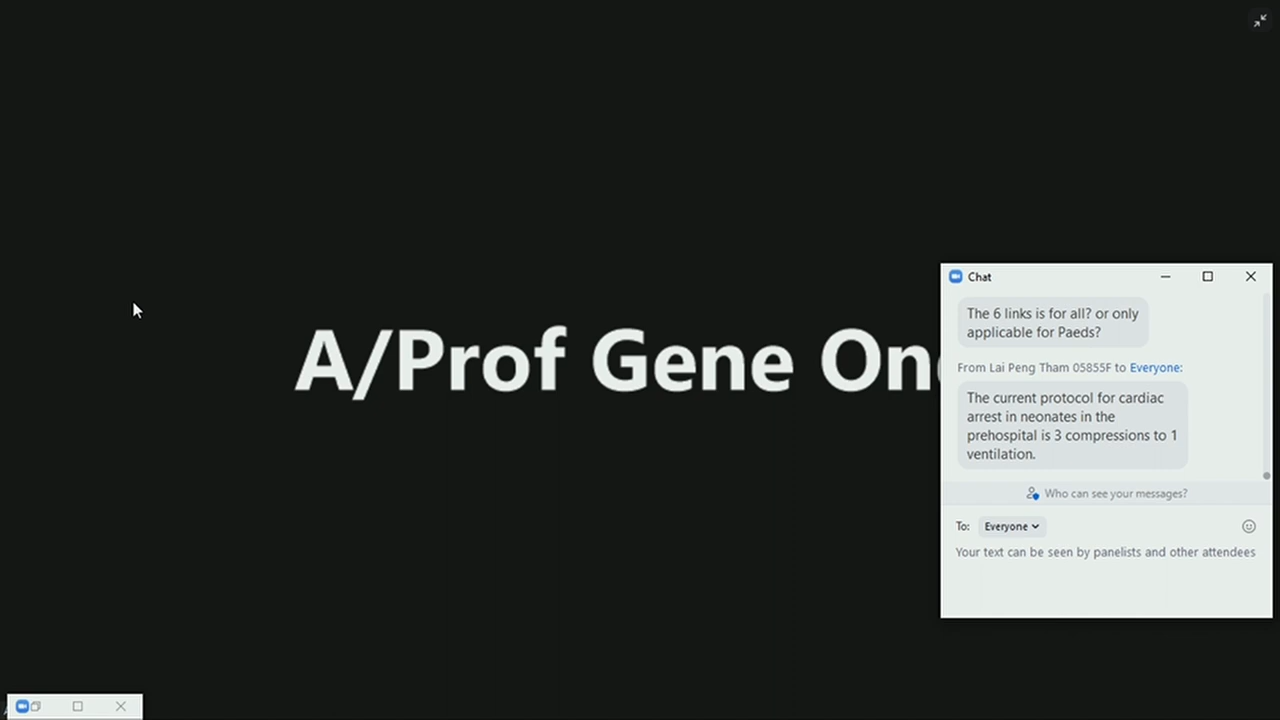 A/Prof Gene On
Chat
The 6 links is for all? or only
applicable for Paeds?
From Lai Peng Tham 05855F to Everyone:
The current protocol for cardiac
arrest in neonates in the
prehospital is 3 compressions to 1
ventilation.
Who can see your messages?
To: Everyone
Your text can be seen by panelists and other attendees